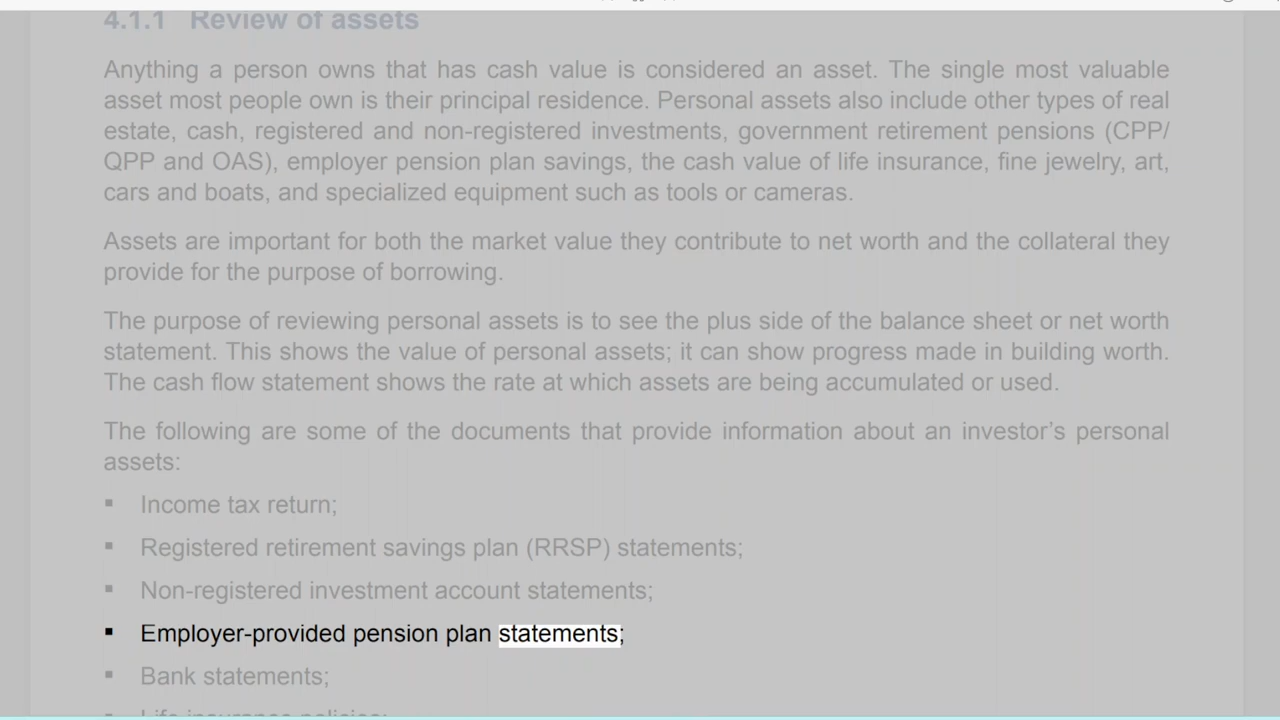 4.1.1 Review of assets
Anything a person owns that has cash value is considered an asset. The single most valuable
asset most people own is their principal residence. Personal assets also include other types of real
estate, cash, registered and non-registered investments, government retirement pensions (CPP/
QPP and OAS), employer pension plan savings, the cash value of life insurance, fine jewelry, art,
cars and boats, and specialized equipment such as tools or cameras.
Assets are important for both the market value they contribute to net worth and the collateral they
provide for the purpose of borrowing.
The purpose of reviewing personal assets is to see the plus side of the balance sheet or net worth
statement. This shows the value of personal assets; it can show progress made in building worth.
The cash flow statement shows the rate at which assets are being accumulated or used.
The following are some of the documents that provide information about an investor’s personal
assets:
▪ Income tax return;
▪ Registered retirement savings plan (RRSP) statements;
▪ Non-registered investment account statements;
▪ Employer-provided pension plan statements;
▪ Bank statements;
▪ Life insurance policies;